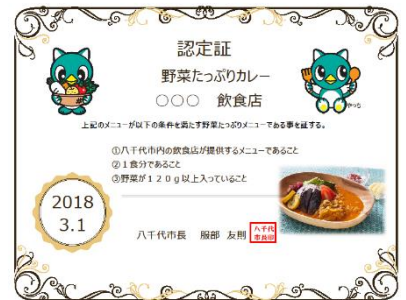 認定証
野菜たっぷりカレー
○○○ 飲食店
上記のメニューが以下の条件を満たす野菜たっぷりメニューである事を証する。
①八千代市内の飲食店が提供するメニューであること
②１食分であること
③野菜が１２０ｇ以上入っていること
2018
3.1
八千代市長 服部 友則
八千代
市長印
やっち